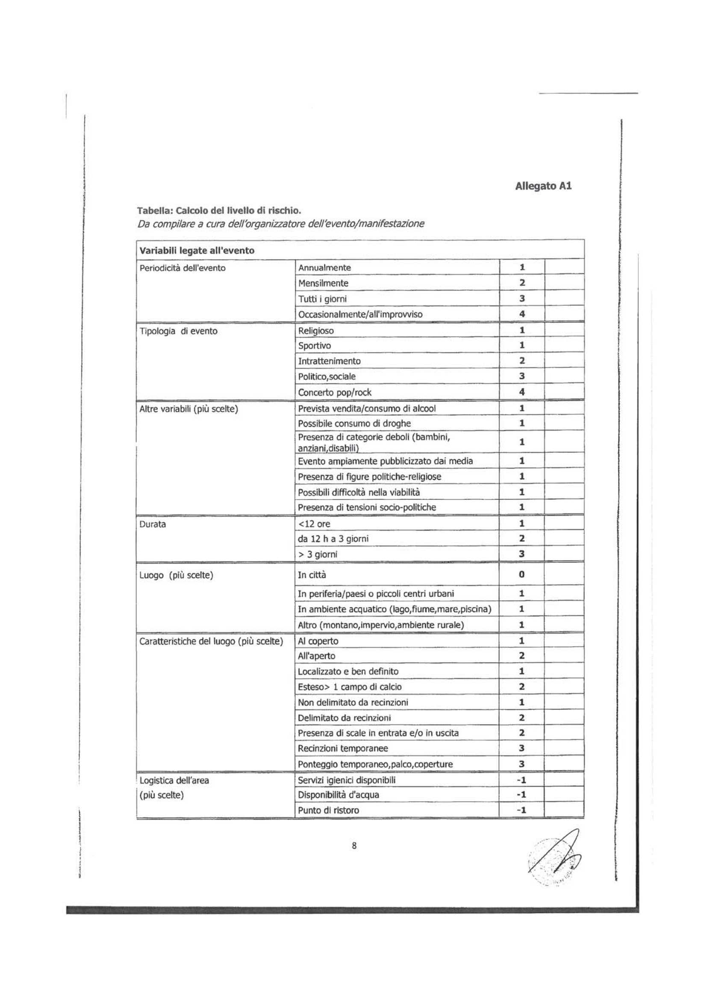 Allegato A1
Tabella: Calcolo del livello di rischio.
Da compilare a cura dell'organizzatore dell'evento/manifestazione
Variabili legate all'evento
Periodicità dell'evento Annualmente 1
Mensilmente 2
Tutti i giorni 3
Occasionalmente/all'improvviso 4
Tipologia di evento Religioso 1
Sportivo 1
Intrattenimento 2
Politico,sociale 3
Concerto pop/rock 4
Altre variabili (più scelte) Prevista vendita/consumo di alcool 1
Possibile consumo di droghe 1
Presenza di categorie deboli (bambini,
anziani,disabili) 1
Evento ampiamente pubblicizzato dai media 1
Presenza di figure politiche-religiose 1
Possibili difficoltà nella viabilità 1
Presenza di tensioni socio-politiche 1
Durata <12 ore 1
da 12 h a 3 giorni 2
> 3 giorni 3
Luogo (più scelte) In città 0
In periferia/paesi o piccoli centri urbani 1
In ambiente acquatico (lago,fiume,mare,piscina) 1
Altro (montano,impervio,ambiente rurale) 1
Caratteristiche del luogo (più scelte) Al coperto 1
All'aperto 2
Localizzato e ben definito 1
Esteso> 1 campo di calcio 2
Non delimitato da recinzioni 1
Delimitato da recinzioni 2
Presenza di scale in entrata e/o in uscita 2
Recinzioni temporanee 3
Ponteggio temporaneo,palco,coperture 3
Logistica dell'area Servizi igienici disponibili -1
(più scelte) Disponibilità d'acqua -1
Punto di ristoro -1
8